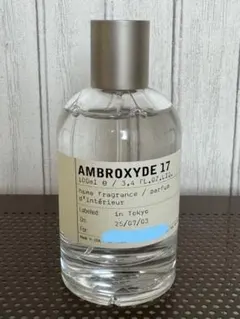 AMBROXYDE 17
100ml ℮ / 3.4 fl.oz.liq.
home fragrance / parfum
d'intérieur
Labeled in Tokyo
On: 25/07/03
For: